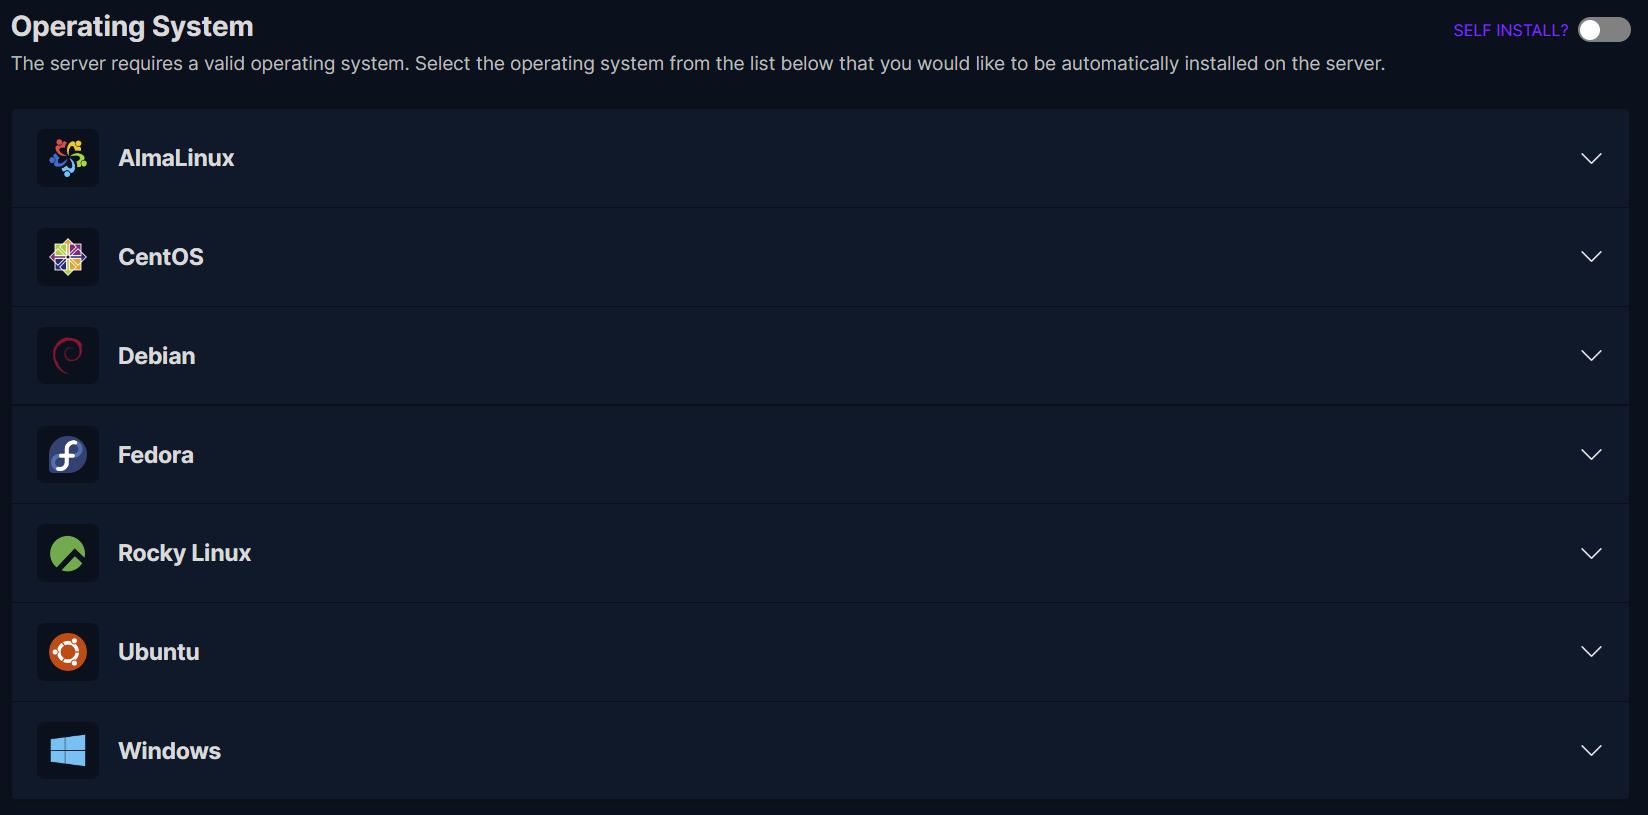 Operating System
SELF INSTALL?
The server requires a valid operating system. Select the operating system from the list below that you would like to be automatically installed on the server.
AlmaLinux
CentOS
Debian
Fedora
Rocky Linux
Ubuntu
Windows